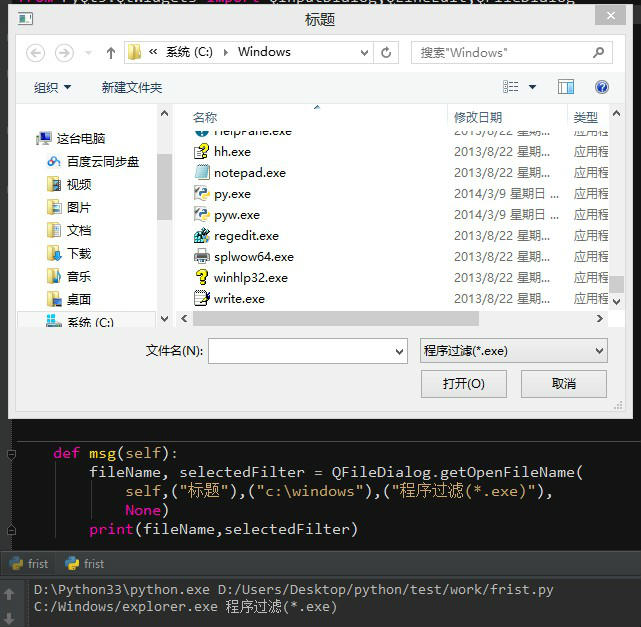 from PyQt5.QtWidgets import QInputDialog,QLineEdit,QFileDialog
标题
« 系统 (C:) Windows
搜索"Windows"
组织 新建文件夹
名称 修改日期 类型
HelpPane.exe 2013/8/22 星期... 应用程
hh.exe 2013/8/22 星期... 应用程
notepad.exe 2013/8/22 星期... 应用程
py.exe 2014/3/9 星期日 ... 应用程
pyw.exe 2014/3/9 星期日 ... 应用程
regedit.exe 2013/8/22 星期... 应用程
splwow64.exe 2013/8/22 星期... 应用程
winhlp32.exe 2013/8/22 星期... 应用程
write.exe 2013/8/22 星期... 应用程
这台电脑
百度云同步盘
视频
图片
文档
下载
音乐
桌面
系统 (C:)
文件名(N):
程序过滤(*.exe)
打开(O) 取消
def msg(self):
fileName, selectedFilter = QFileDialog.getOpenFileName(
self,("标题"),("c:\windows"),("程序过滤(*.exe)"),
None)
print(fileName,selectedFilter)
frist frist
D:\Python33\python.exe D:/Users/Desktop/python/test/work/frist.py
C:/Windows/explorer.exe 程序过滤(*.exe)